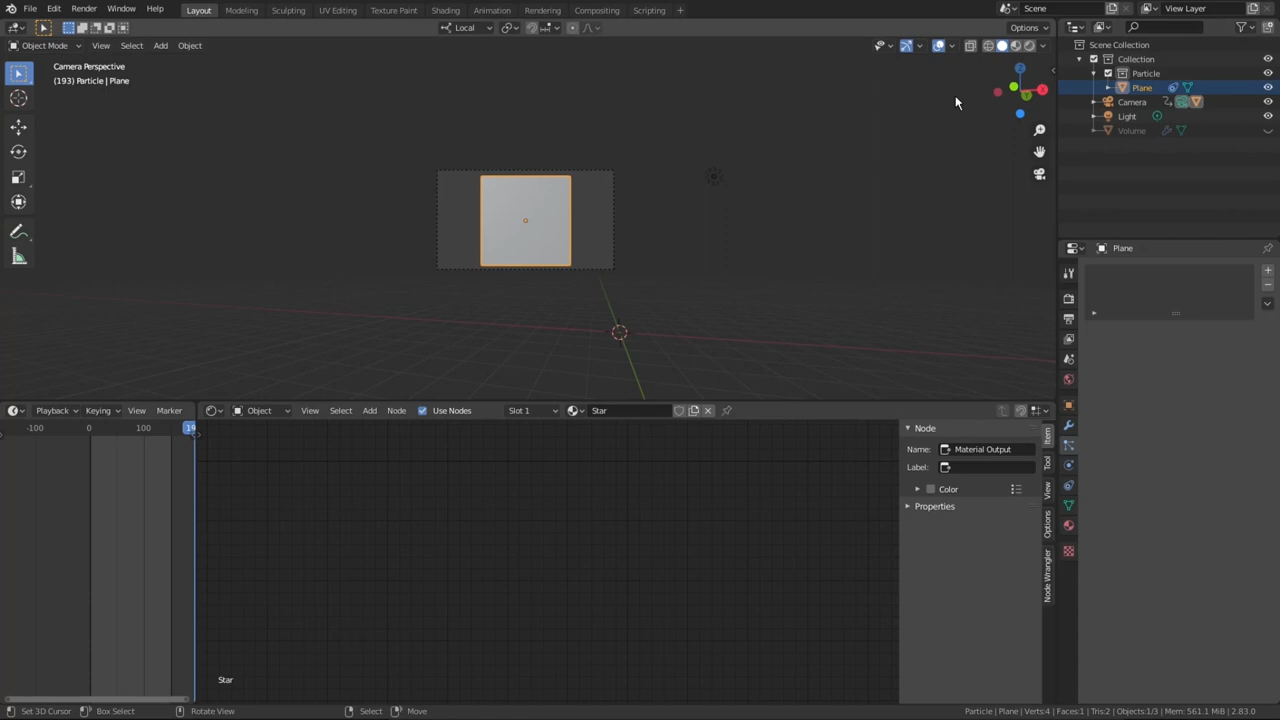 File Edit Render Window Help Layout Modeling Sculpting UV Editing Texture Paint Shading Animation Rendering Compositing Scripting + Scene View Layer
Local Options
Object Mode View Select Add Object
Camera Perspective
(193) Particle | Plane
Scene Collection
Collection
Particle
Plane
Camera
Light
Volume
Plane
Playback Keying View Marker Object View Select Add Node Use Nodes Slot 1 Star
-100 0 100 19
Node
Name: Material Output
Label:
Color
Properties
Item
Tool
View
Options
Node Wrangler
Star
Set 3D Cursor Box Select Rotate View Select Move Particle | Plane | Verts:4 | Faces:1 | Tris:2 | Objects:1/3 | Mem: 561.1 MiB | 2.83.0